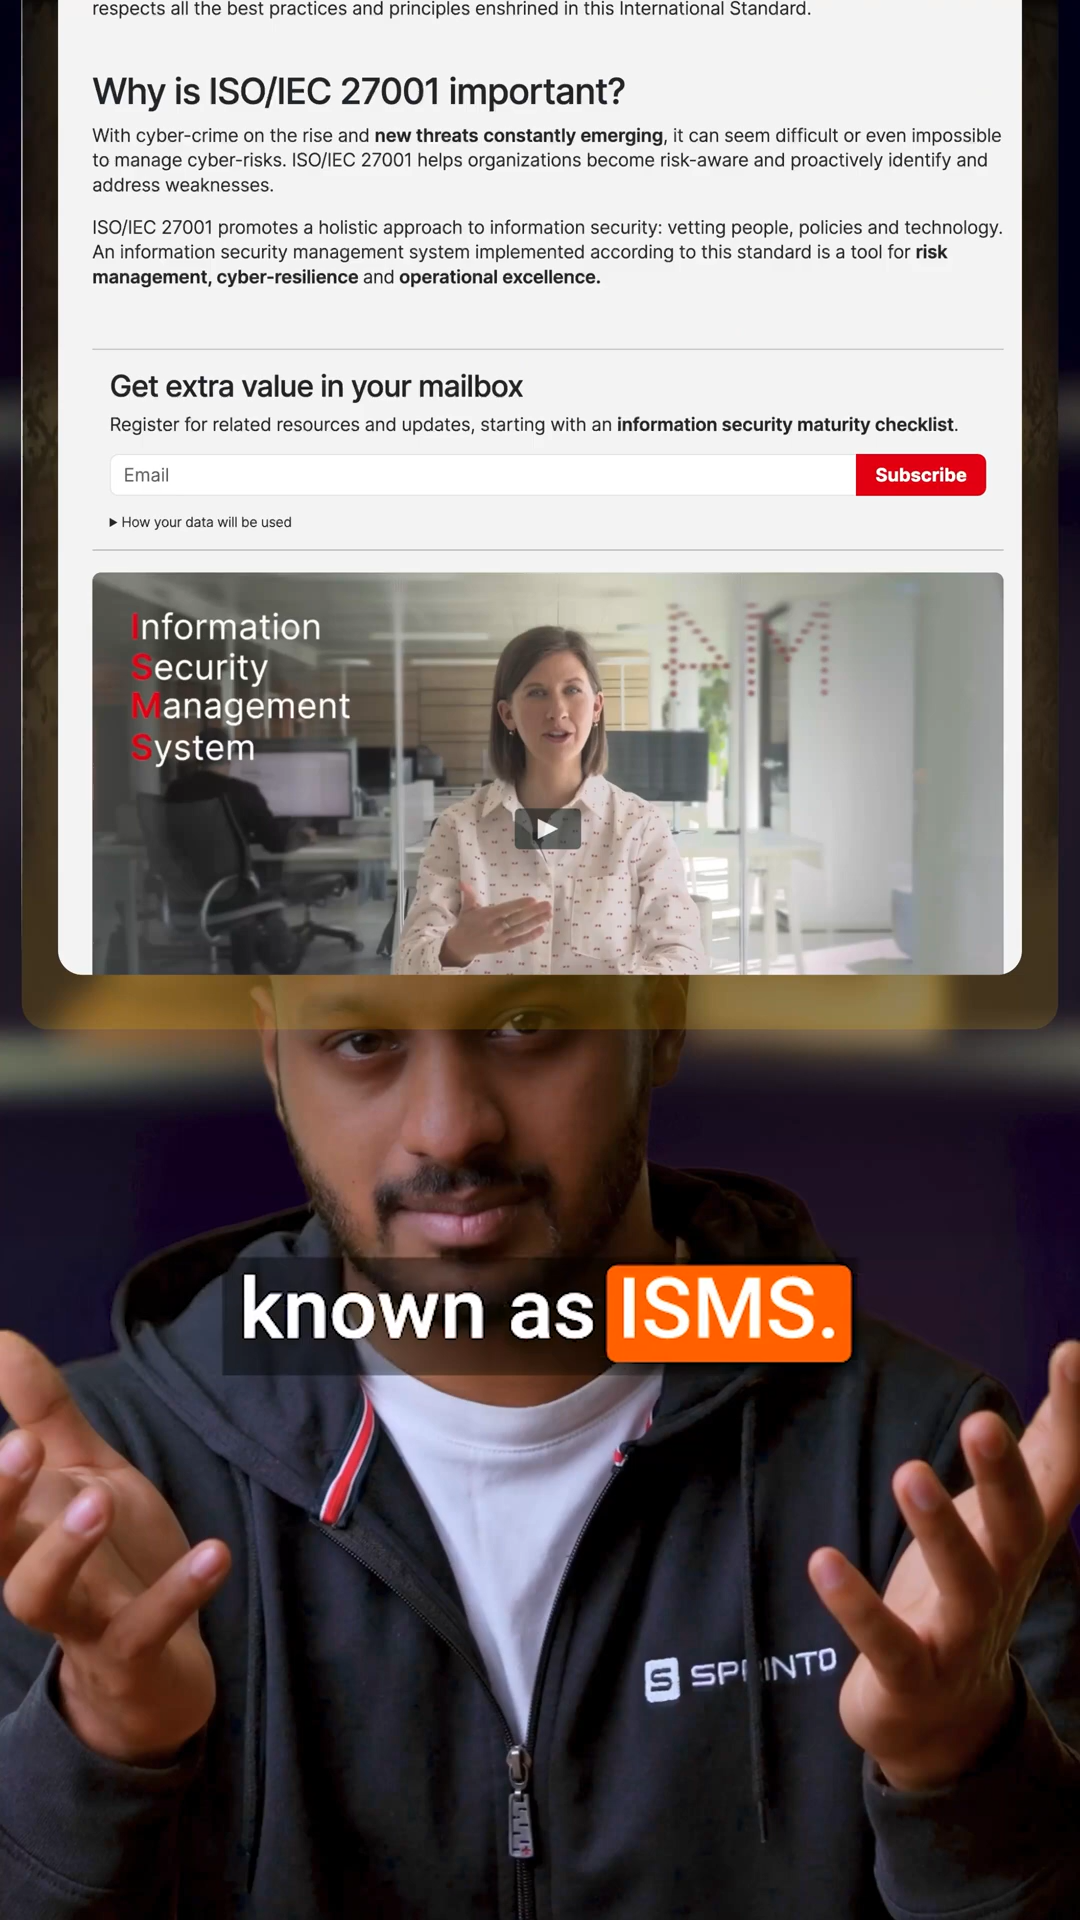 respects all the best practices and principles enshrined in this International Standard.
Why is ISO/IEC 27001 important?
With cyber-crime on the rise and new threats constantly emerging, it can seem difficult or even impossible
to manage cyber-risks. ISO/IEC 27001 helps organizations become risk-aware and proactively identify and
address weaknesses.
ISO/IEC 27001 promotes a holistic approach to information security: vetting people, policies and technology.
An information security management system implemented according to this standard is a tool for risk
management, cyber-resilience and operational excellence.
Get extra value in your mailbox
Register for related resources and updates, starting with an information security maturity checklist.
Email
Subscribe
How your data will be used
Information
Security
Management
System
AM
known as ISMS.
S SPRINTO